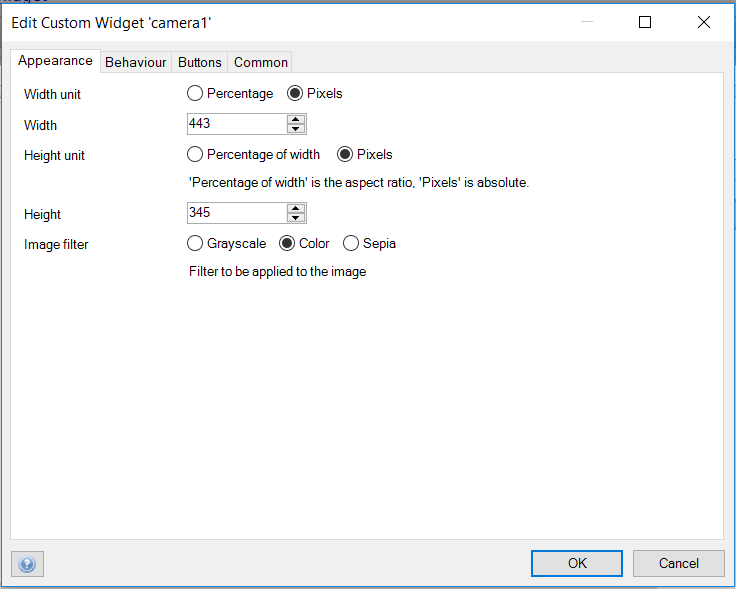 Edit Custom Widget 'camera1'
Appearance Behaviour Buttons Common
Width unit Percentage Pixels
Width 443
Height unit Percentage of width Pixels
'Percentage of width' is the aspect ratio, 'Pixels' is absolute.
Height 345
Image filter Grayscale Color Sepia
Filter to be applied to the image
? OK Cancel